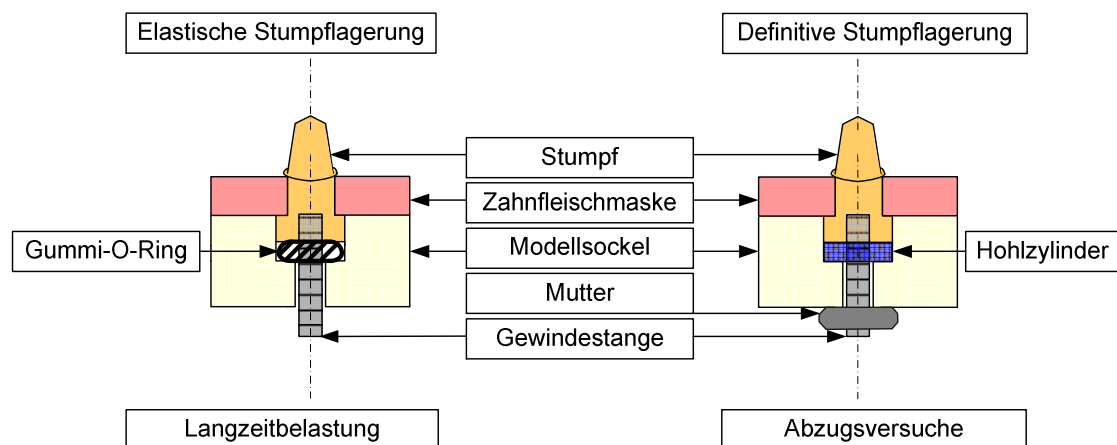 Elastische Stumpflagerung
Definitive Stumpflagerung
Stumpf
Zahnfleischmaske
Gummi-O-Ring
Modellsockel
Hohlzylinder
Mutter
Gewindestange
Langzeitbelastung
Abzugsversuche